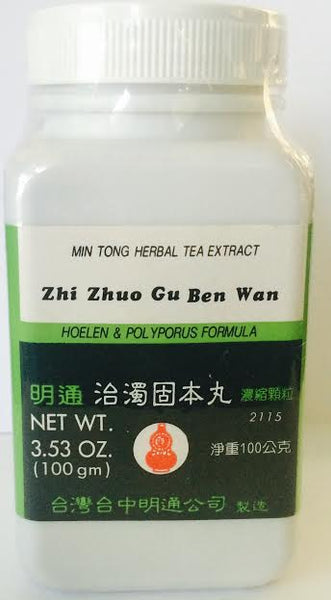 MIN TONG HERBAL TEA EXTRACT
Zhi Zhuo Gu Ben Wan
HOELEN & POLYPORUS FORMULA
明通 治濁固本丸 濃縮顆粒
2115
NET WT.
3.53 OZ.
(100 gm)
淨重100公克
台灣台中明通公司 製造